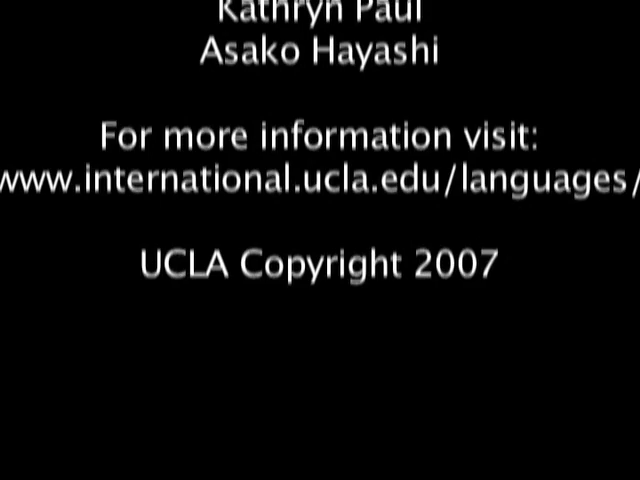 Kathryn Paul
Asako Hayashi
For more information visit:
www.international.ucla.edu/languages/
UCLA Copyright 2007